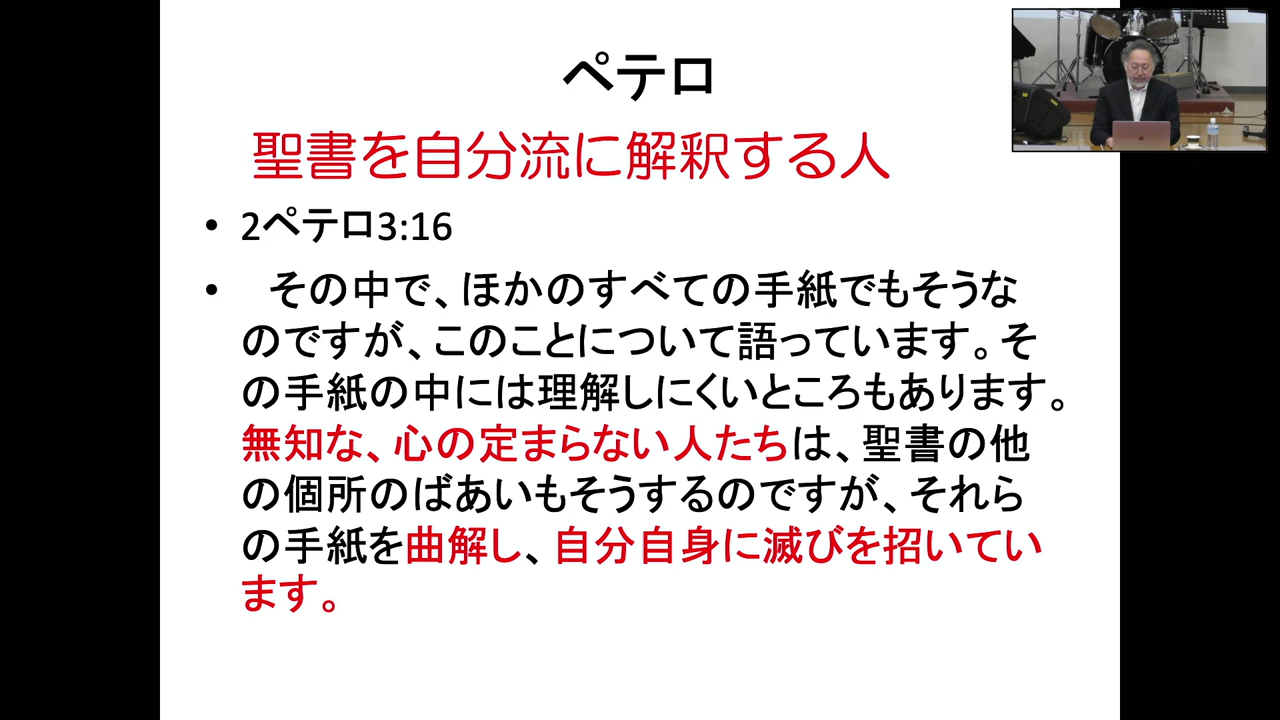 ペテロ
聖書を自分流に解釈する人
• 2ペテロ3:16
• その中で、ほかのすべての手紙でもそうな
のですが、このことについて語っています。そ
の手紙の中には理解しにくいところもあります。
無知な、心の定まらない人たちは、聖書の他
の個所のばあいもそうするのですが、それら
の手紙を曲解し、自分自身に滅びを招いてい
ます。